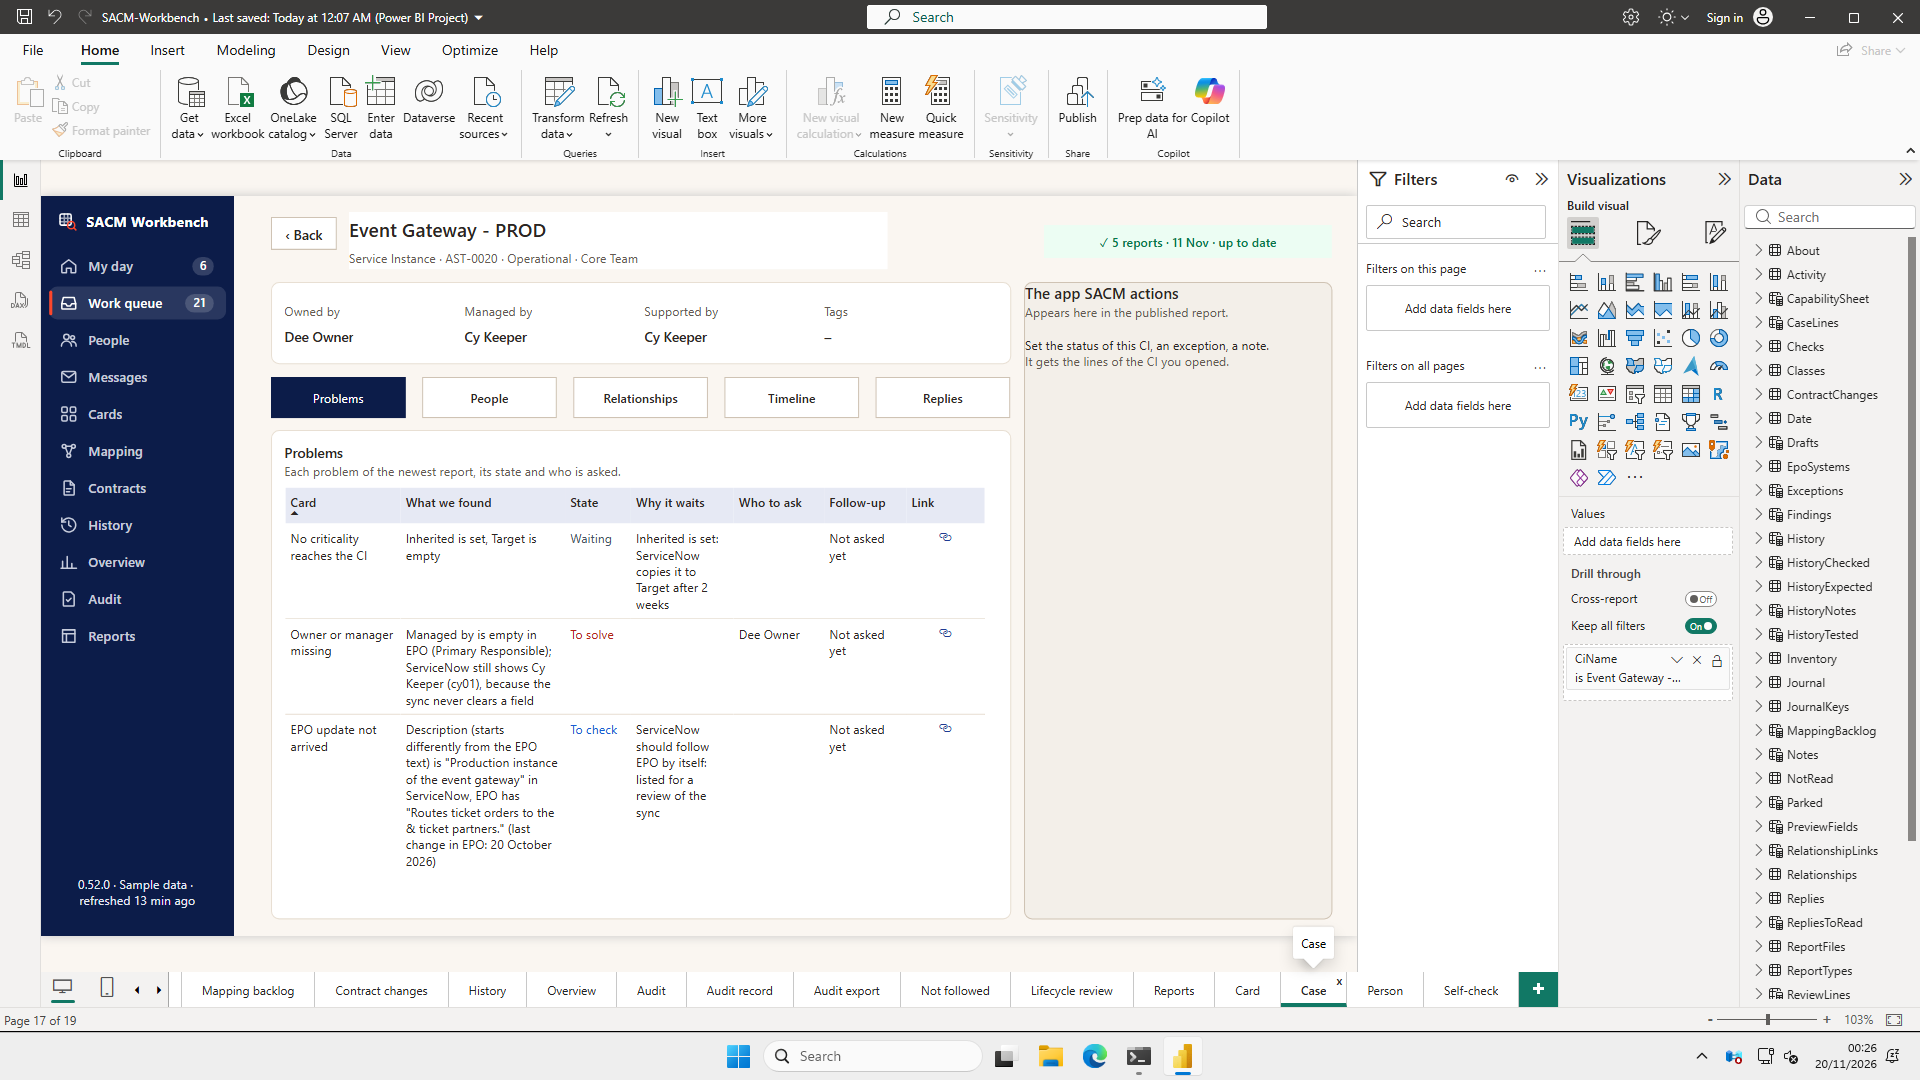 SACM-Workbench • Last saved: Today at 12:07 AM (Power BI Project)
Search
Sign in
File
Home
Insert
Modeling
Design
View
Optimize
Help
Share
Paste
Cut
Copy
Format painter
Clipboard
Get data
Excel workbook
OneLake catalog
SQL Server
Enter data
Dataverse
Recent sources
Data
Transform data
Refresh
Queries
New visual
Text box
More visuals
Insert
New visual calculation
New measure
Quick measure
Calculations
Sensitivity
Sensitivity
Publish
Share
Prep data for AI
Copilot
Copilot
SACM Workbench
My day 6
Work queue 21
People
Messages
Cards
Mapping
Contracts
History
Overview
Audit
Reports
0.52.0 · Sample data ·
refreshed 13 min ago
‹ Back
Event Gateway - PROD
Service Instance · AST-0020 · Operational · Core Team
✓ 5 reports · 11 Nov · up to date
Owned by
Dee Owner
Managed by
Cy Keeper
Supported by
Cy Keeper
Tags
–
Problems
People
Relationships
Timeline
Replies
The app SACM actions
Appears here in the published report.
Set the status of this CI, an exception, a note.
It gets the lines of the CI you opened.
Problems
Each problem of the newest report, its state and who is asked.
Card What we found State Why it waits Who to ask Follow-up Link
No criticality
reaches the CI
Inherited is set, Target is
empty
Waiting
Inherited is set:
ServiceNow
copies it to
Target after 2
weeks
Not asked
yet
Owner or manager
missing
Managed by is empty in
EPO (Primary Responsible);
ServiceNow still shows Cy
Keeper (cy01), because the
sync never clears a field
To solve
Dee Owner
Not asked
yet
EPO update not
arrived
Description (starts
differently from the EPO
text) is "Production instance
of the event gateway" in
ServiceNow, EPO has
"Routes ticket orders to the
& ticket partners." (last
change in EPO: 20 October
2026)
To check
ServiceNow
should follow
EPO by itself:
listed for a
review of the
sync
Not asked
yet
Filters
Search
Filters on this page
Add data fields here
Filters on all pages
Add data fields here
Visualizations
Build visual
R
Py
123
Values
Add data fields here
Drill through
Cross-report Off
Keep all filters On
CiName
is Event Gateway -...
Data
Search
About
Activity
CapabilitySheet
CaseLines
Checks
Classes
ContractChanges
Date
Drafts
EpoSystems
Exceptions
Findings
History
HistoryChecked
HistoryExpected
HistoryNotes
HistoryTested
Inventory
Journal
JournalKeys
MappingBacklog
Notes
NotRead
Parked
PreviewFields
RelationshipLinks
Relationships
Replies
RepliesToRead
ReportFiles
ReportTypes
ReviewLines
DAX
TMDL
Case
Mapping backlog
Contract changes
History
Overview
Audit
Audit record
Audit export
Not followed
Lifecycle review
Reports
Card
Case x
Person
Self-check
+
Page 17 of 19
- + 103%
Search
00:26
20/11/2026